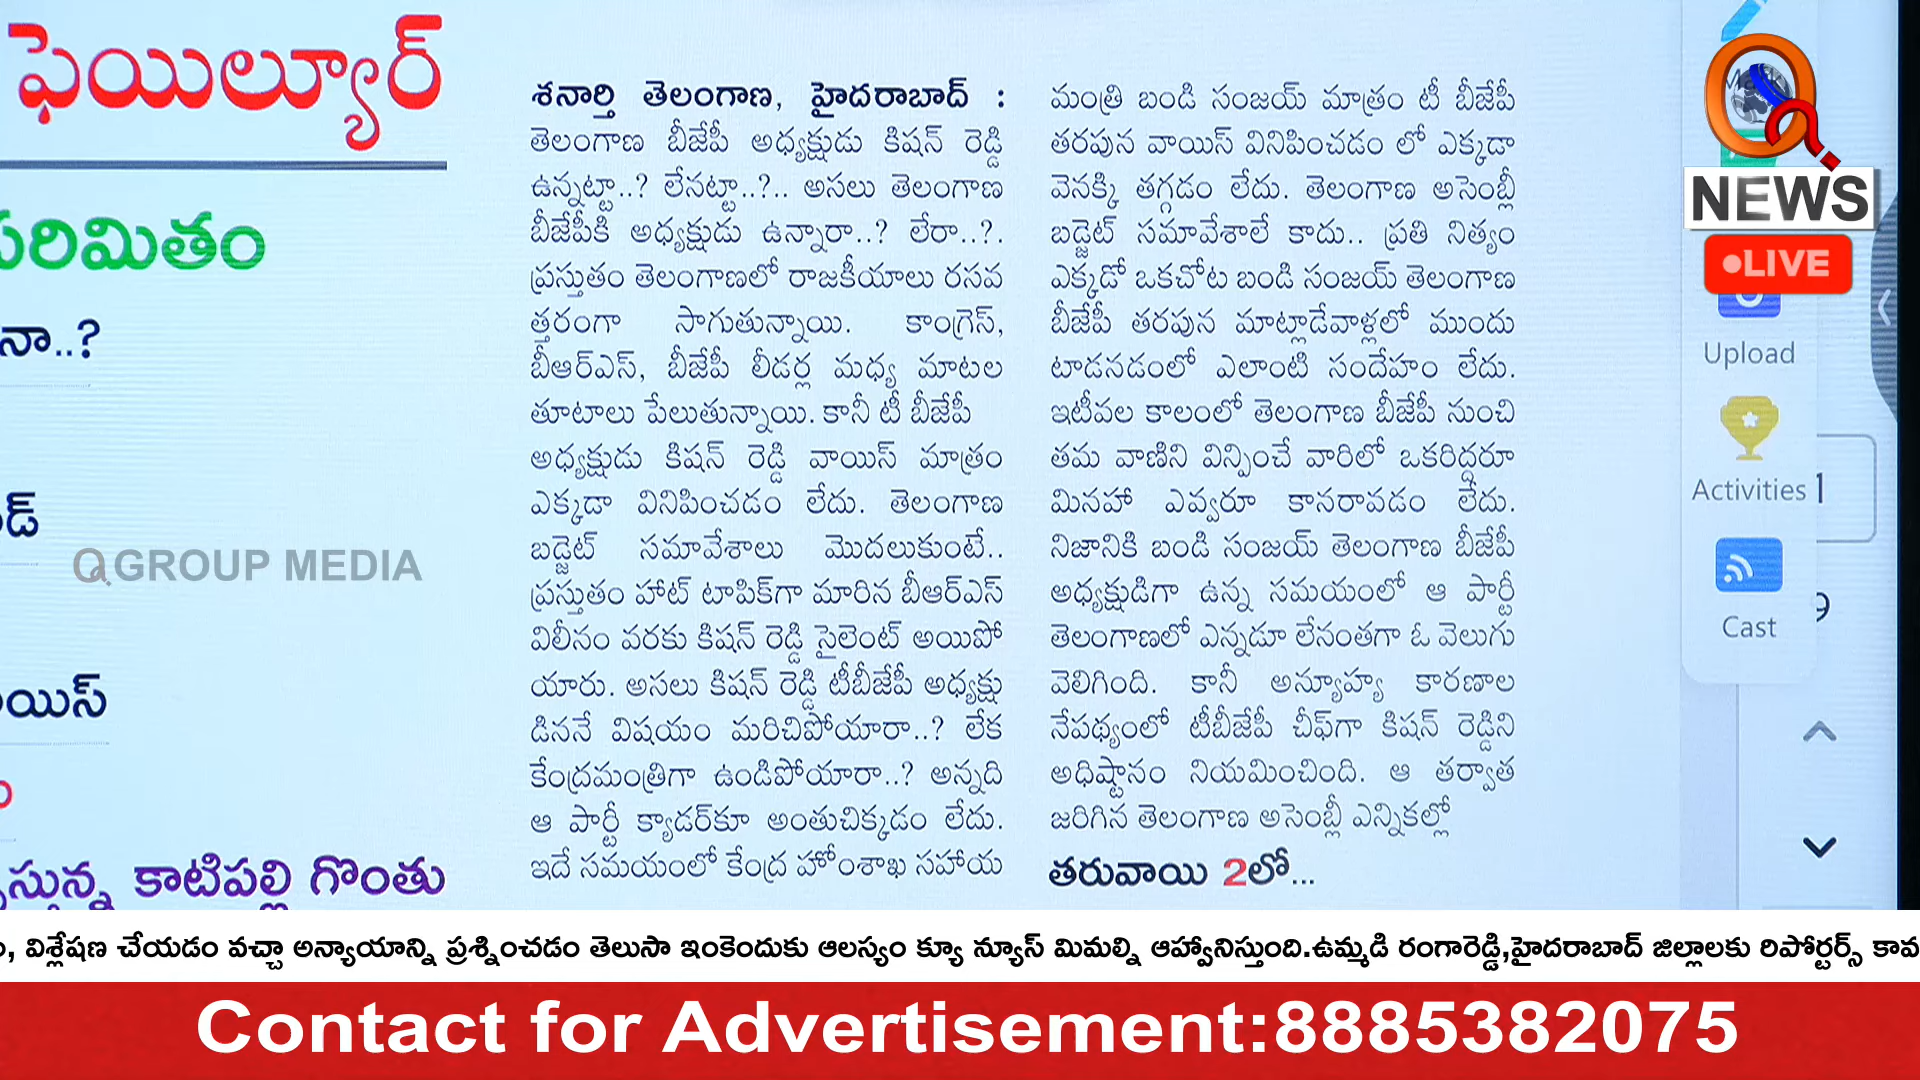 ఫెయిల్యూర్
పరిమితం
నా..?
యిస్
స్తున్న కాటిపల్లి గొంతు
శనార్తి తెలంగాణ, హైదరాబాద్ :
తెలంగాణ బీజేపీ అధ్యక్షుడు కిషన్ రెడ్డి
ఉన్నట్టా..? లేనట్టా..?.. అసలు తెలంగాణ
బీజేపీకి అధ్యక్షుడు ఉన్నారా..? లేరా..?.
ప్రస్తుతం తెలంగాణలో రాజకీయాలు రసవ
త్తరంగా సాగుతున్నాయి. కాంగ్రెస్,
బీఆర్ఎస్, బీజేపీ లీడర్ల మధ్య మాటల
తూటాలు పేలుతున్నాయి. కానీ టీ బీజేపీ
అధ్యక్షుడు కిషన్ రెడ్డి వాయిస్ మాత్రం
ఎక్కడా వినిపించడం లేదు. తెలంగాణ
బడ్జెట్ సమావేశాలు మొదలుకుంటే..
ప్రస్తుతం హాట్ టాపిక్‌గా మారిన బీఆర్ఎస్
విలీనం వరకు కిషన్ రెడ్డి సైలెంట్ అయిపో
యారు. అసలు కిషన్ రెడ్డి టీబీజేపీ అధ్యక్షు
డిననే విషయం మరిచిపోయారా..? లేక
కేంద్రమంత్రిగా ఉండిపోయారా..? అన్నది
ఆ పార్టీ క్యాడర్‌కూ అంతుచిక్కడం లేదు.
ఇదే సమయంలో కేంద్ర హోంశాఖ సహాయ
మంత్రి బండి సంజయ్ మాత్రం టీ బీజేపీ
తరపున వాయిస్ వినిపించడం లో ఎక్కడా
వెనక్కి తగ్గడం లేదు. తెలంగాణ అసెంబ్లీ
బడ్జెట్ సమావేశాలే కాదు.. ప్రతి నిత్యం
ఎక్కడో ఒకచోట బండి సంజయ్ తెలంగాణ
బీజేపీ తరపున మాట్లాడేవాళ్లలో ముందు
టాడనడంలో ఎలాంటి సందేహం లేదు.
ఇటీవల కాలంలో తెలంగాణ బీజేపీ నుంచి
తమ వాణిని విన్పించే వారిలో ఒకరిద్దరూ
మినహా ఎవ్వరూ కానరావడం లేదు.
నిజానికి బండి సంజయ్ తెలంగాణ బీజేపీ
అధ్యక్షుడిగా ఉన్న సమయంలో ఆ పార్టీ
తెలంగాణలో ఎన్నడూ లేనంతగా ఓ వెలుగు
వెలిగింది. కానీ అన్యూహ్య కారణాల
నేపథ్యంలో టీబీజేపీ చీఫ్‌గా కిషన్ రెడ్డిని
అధిష్టానం నియమించింది. ఆ తర్వాత
జరిగిన తెలంగాణ అసెంబ్లీ ఎన్నికల్లో
తరువాయి 2లో...
Q GROUP MEDIA
Q
NEWS
LIVE
Upload
Activities
Cast
విశ్లేషణ చేయడం వచ్చా అన్యాయాన్ని ప్రశ్నించడం తెలుసా ఇంకెందుకు ఆలస్యం క్యూ న్యూస్ మిమల్ని ఆహ్వానిస్తుంది.ఉమ్మడి రంగారెడ్డి,హైదరాబాద్ జిల్లాలకు రిపోర్టర్స్ కావ
Contact for Advertisement:8885382075